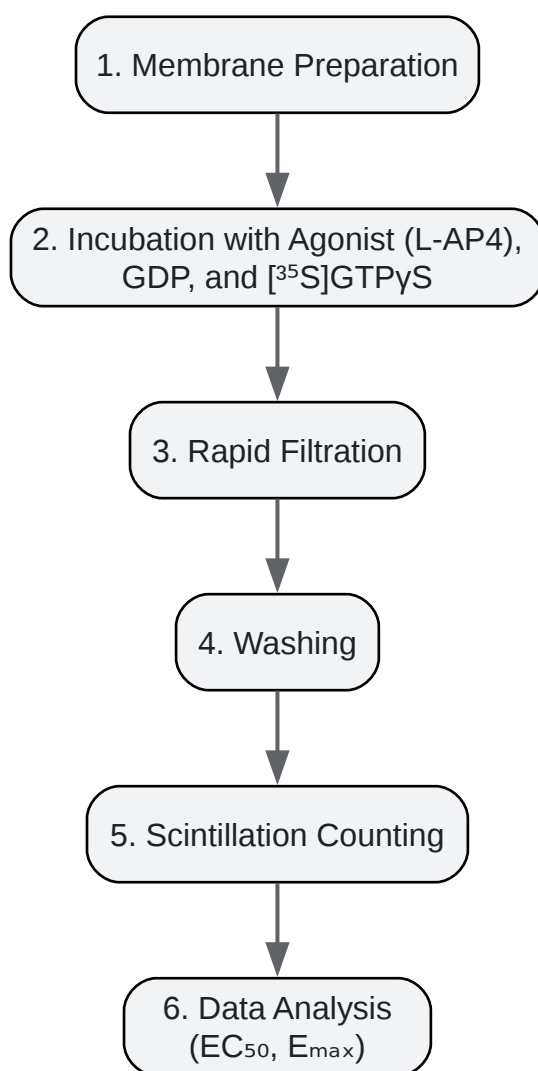 1. Membrane Preparation
2. Incubation with Agonist (L-AP4),
GDP, and [³⁵S]GTPγS
3. Rapid Filtration
4. Washing
5. Scintillation Counting
6. Data Analysis
(EC₅₀, Eₘₐₓ)